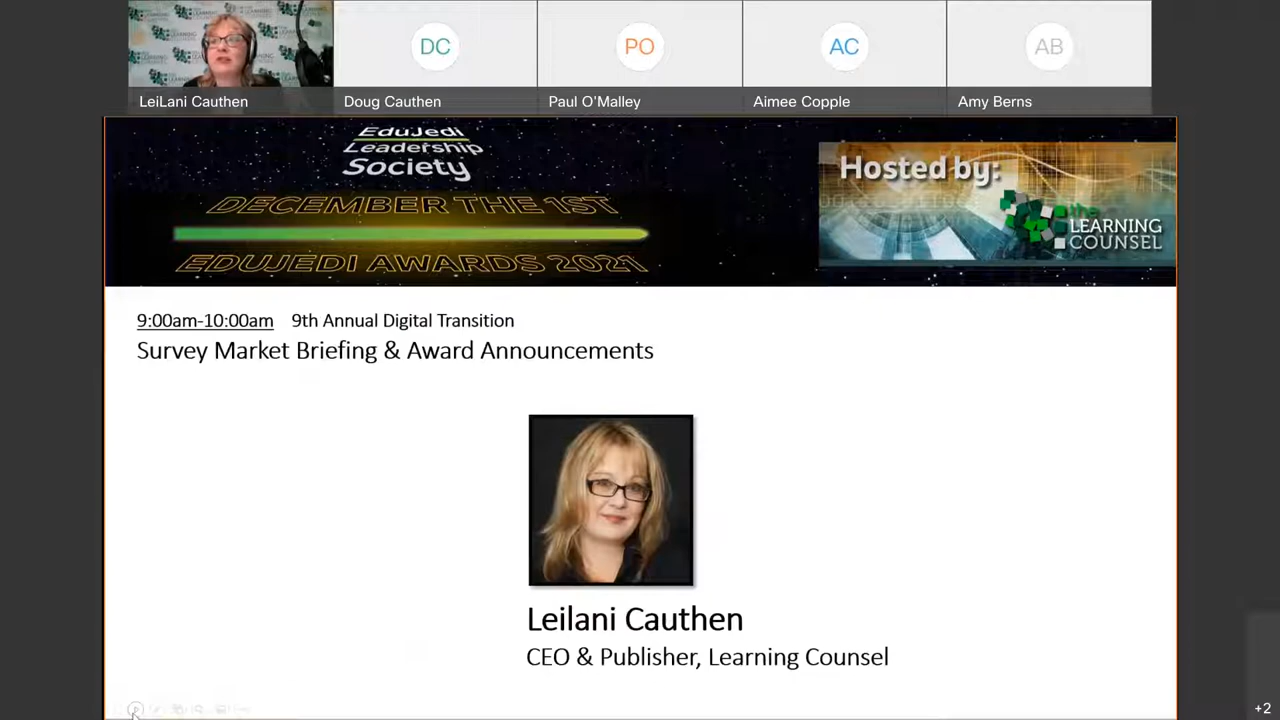 DC
PO
AC
AB
LeiLani Cauthen
Doug Cauthen
Paul O'Malley
Aimee Copple
Amy Berns
EduJedi
Leadership
Society
DECEMBER THE 1ST
EDUJEDI AWARDS 2021
Hosted by:
the
LEARNING
COUNSEL
9:00am-10:00am 9th Annual Digital Transition
Survey Market Briefing & Award Announcements
Leilani Cauthen
CEO & Publisher, Learning Counsel
+2